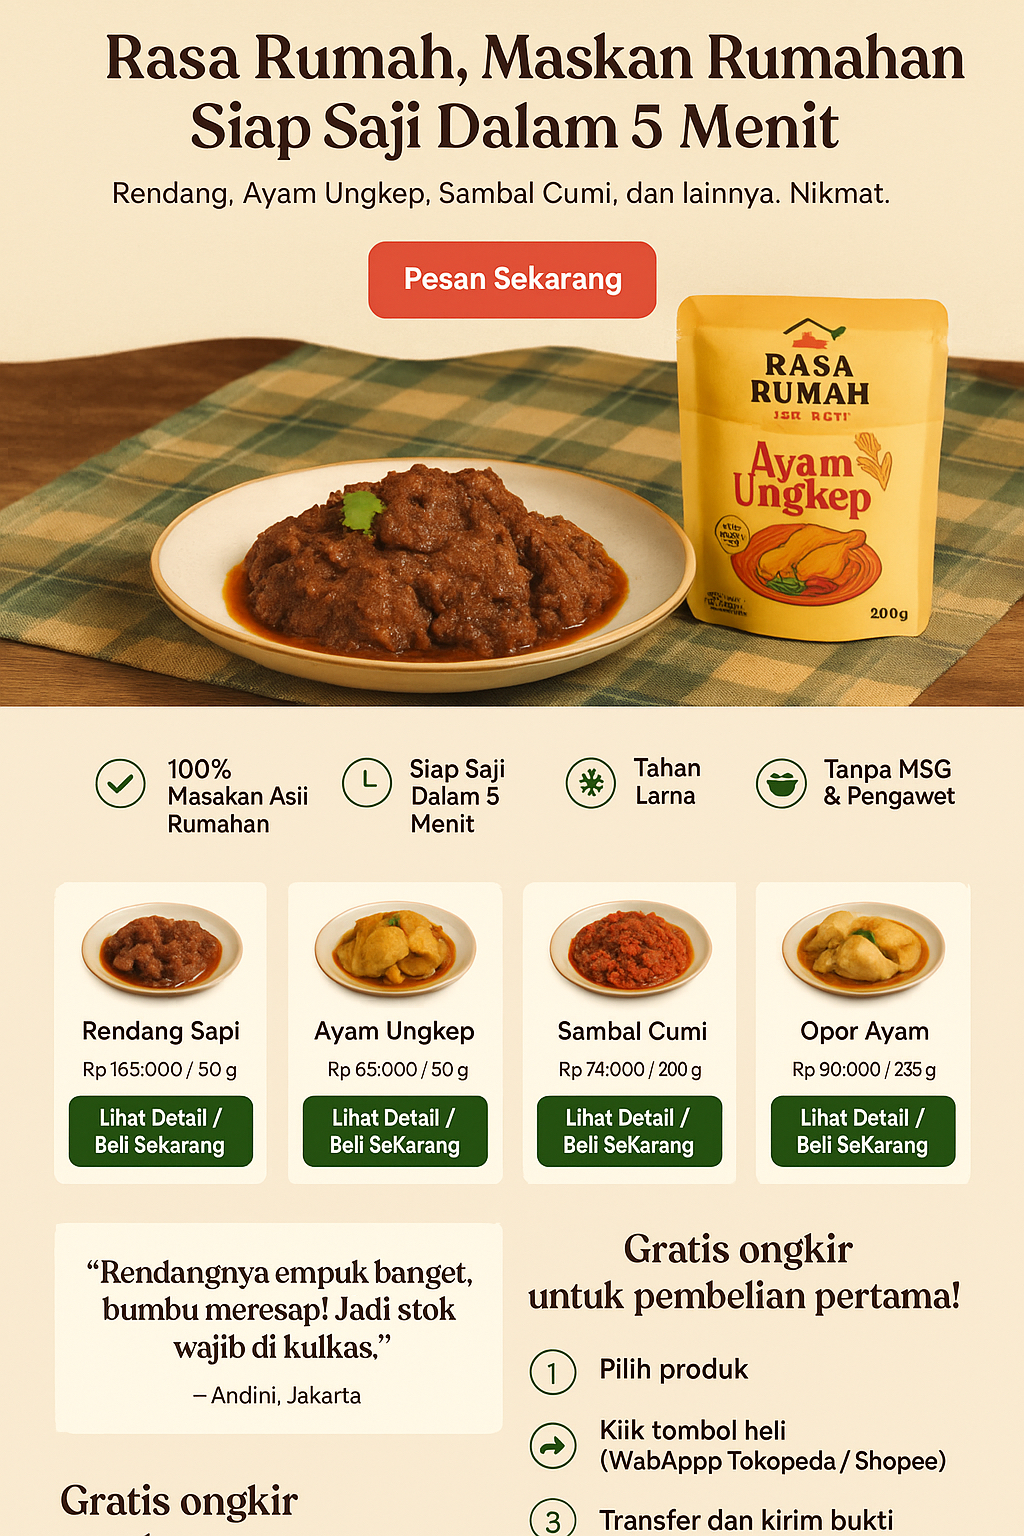 Rasa Rumah, Maskan Rumahan
Siap Saji Dalam 5 Menit
Rendang, Ayam Ungkep, Sambal Cumi, dan lainnya. Nikmat.
Pesan Sekarang
RASA
RUMAH
Ayam
Ungkep
200g
100%
Masakan Asii
Rumahan
Siap Saji
Dalam 5
Menit
Tahan
Larna
Tanpa MSG
& Pengawet
Rendang Sapi
Rp 165:000 / 50 g
Lihat Detail /
Beli Sekarang
Ayam Ungkep
Rp 65:000 / 50 g
Lihat Detail /
Beli SeKarang
Sambal Cumi
Rp 74:000 / 200 g
Lihat Detail /
Beli SeKarang
Opor Ayam
Rp 90:000 / 235 g
Lihat Detail /
Beli SeKarang
“Rendangnya empuk banget,
bumbu meresap! Jadi stok
wajib di kulkas.”
– Andini, Jakarta
Gratis ongkir
Gratis ongkir
untuk pembelian pertama!
1 Pilih produk
Kiik tombol heli
(WabAppp Tokopeda / Shopee)
3 Transfer dan kirim bukti